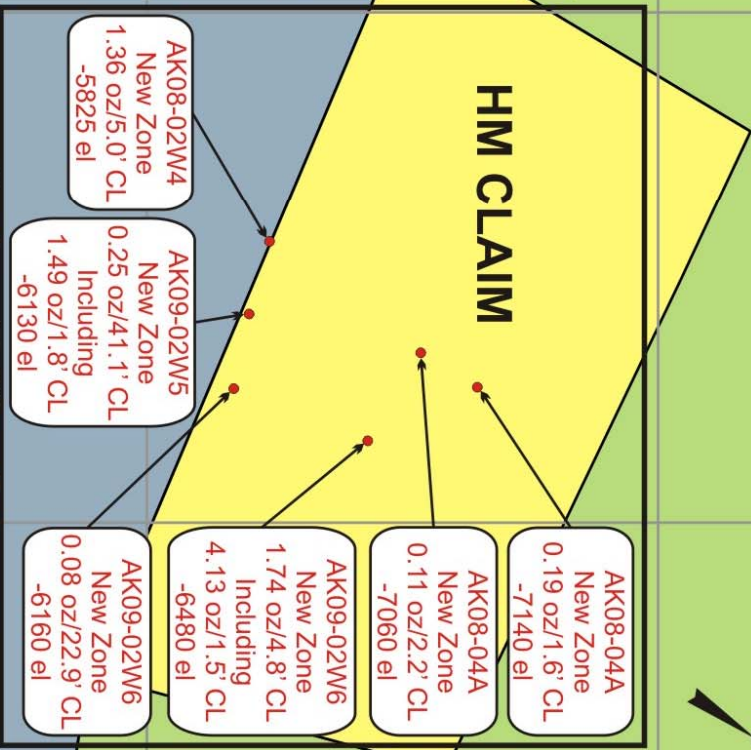 HM CLAIM
AK08-04A
New Zone
0.19 oz/1.6' CL
-7140 el
AK08-04A
New Zone
0.11 oz/2.2' CL
-7060 el
AK09-02W6
New Zone
1.74 oz/4.8' CL
Including
4.13 oz/1.5' CL
-6480 el
AK08-02W4
New Zone
1.36 oz/5.0' CL
-5825 el
AK09-02W5
New Zone
0.25 oz/41.1' CL
Including
1.49 oz/1.8' CL
-6130 el
AK09-02W6
New Zone
0.08 oz/22.9' CL
-6160 el